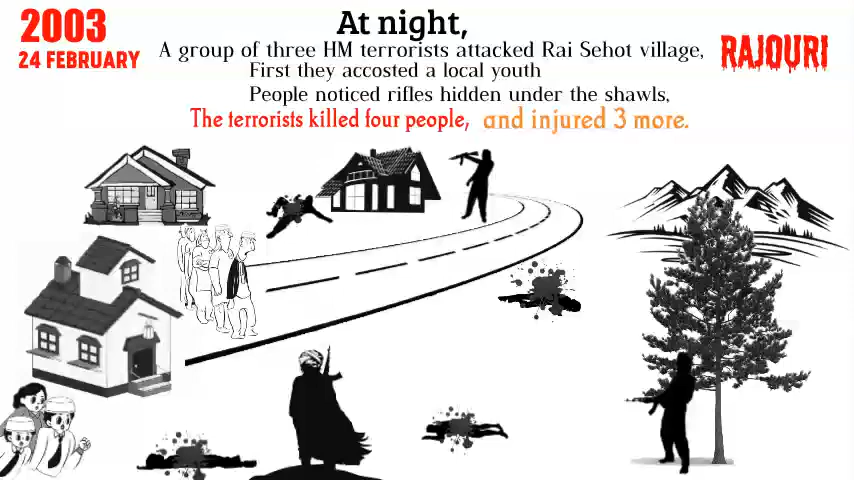 2003
24 FEBRUARY
At night,
A group of three HM terrorists attacked Rai Sehot village,
First they accosted a local youth
People noticed rifles hidden under the shawls,
The terrorists killed four people, and injured 3 more.
RAJOURI